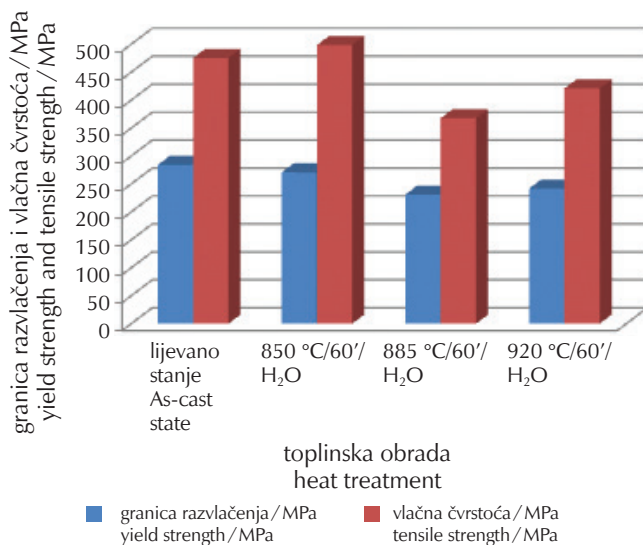 granica razvlačenja i vlačna čvrstoća / MPa
yield strength and tensile strength / MPa
500
450
400
350
300
250
200
150
100
50
0
lijevano
stanje
As-cast
state
850 °C/60′/
H₂O
885 °C/60′/
H₂O
920 °C/60′/
H₂O
toplinska obrada
heat treatment
granica razvlačenja / MPa
yield strength / MPa
vlačna čvrstoća / MPa
tensile strength / MPa